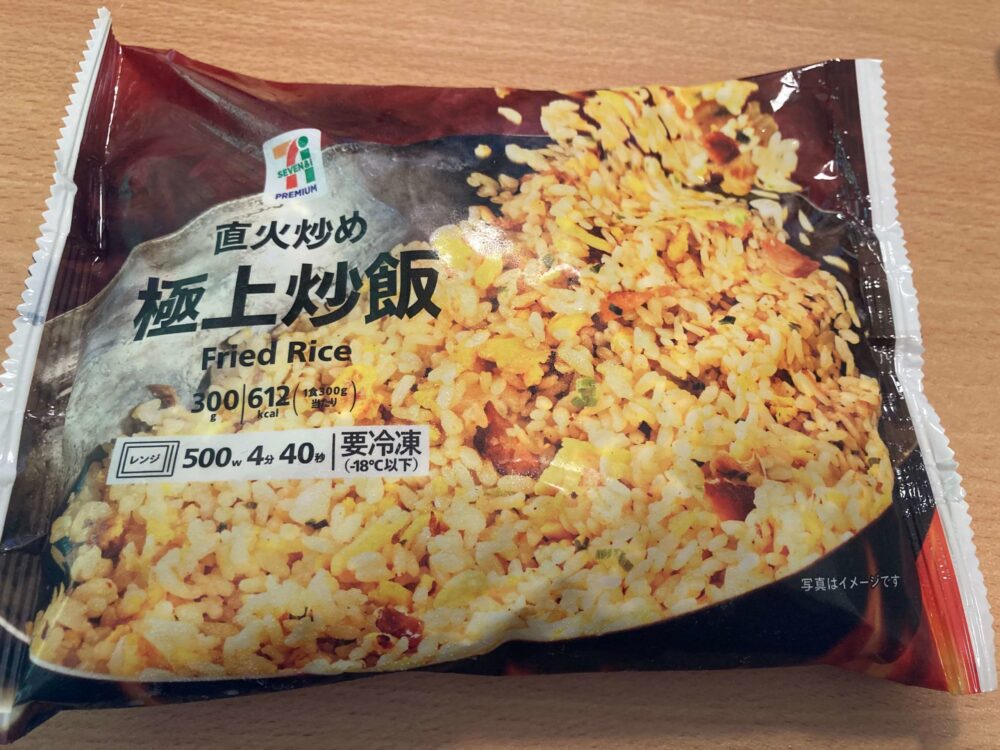 7i
SEVEN&i
PREMIUM
直火炒め
極上炒飯
Fried Rice
300g 612kcal (1食300g当たり)
レンジ 500w 4分40秒 要冷凍
(-18℃以下)
写真はイメージです